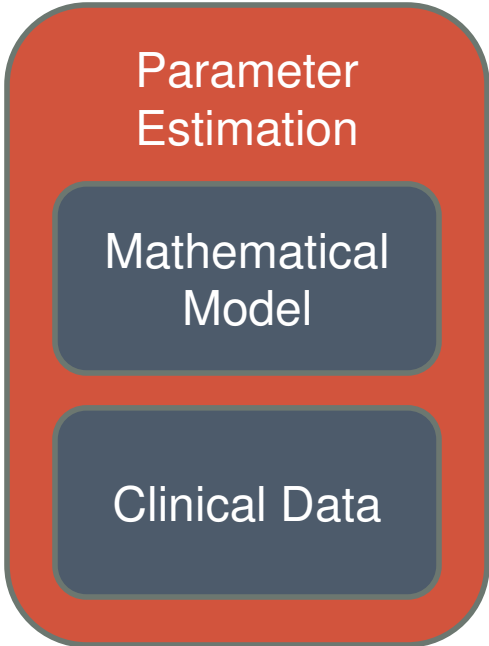 Parameter
Estimation
Mathematical
Model
Clinical Data